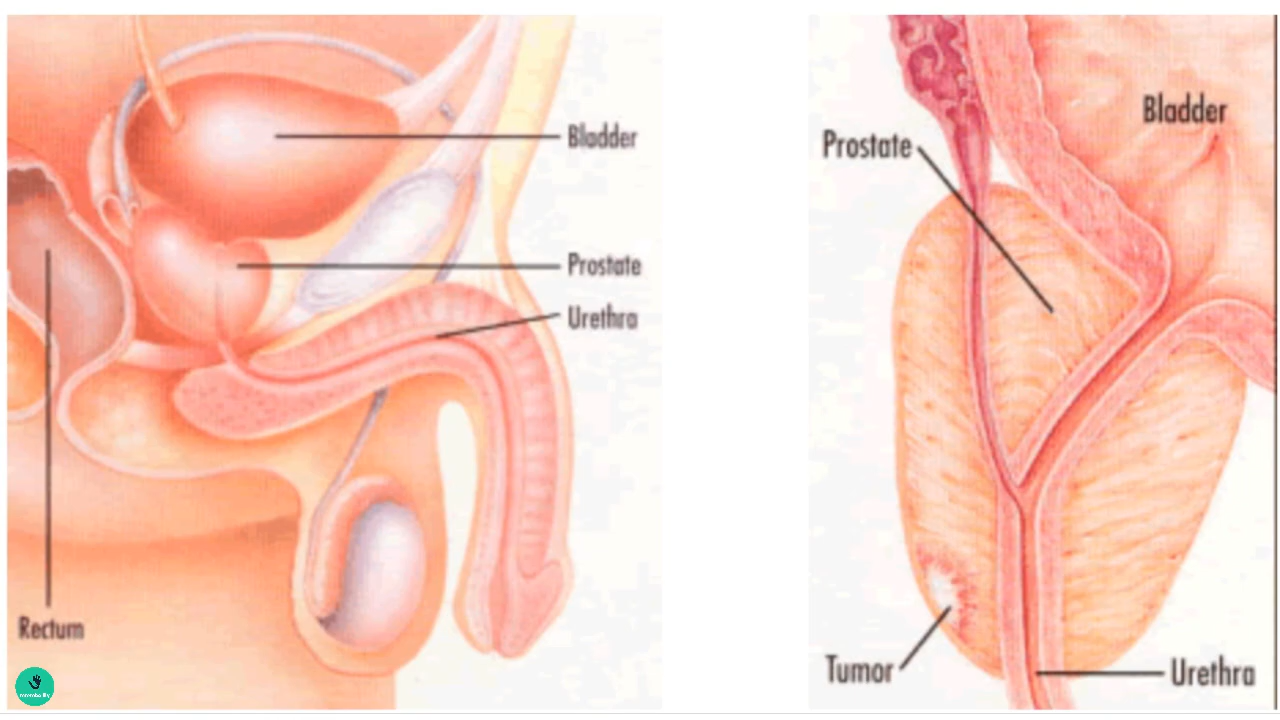 Bladder
Prostate
Urethra
Rectum
Bladder
Prostate
Tumor
Urethra